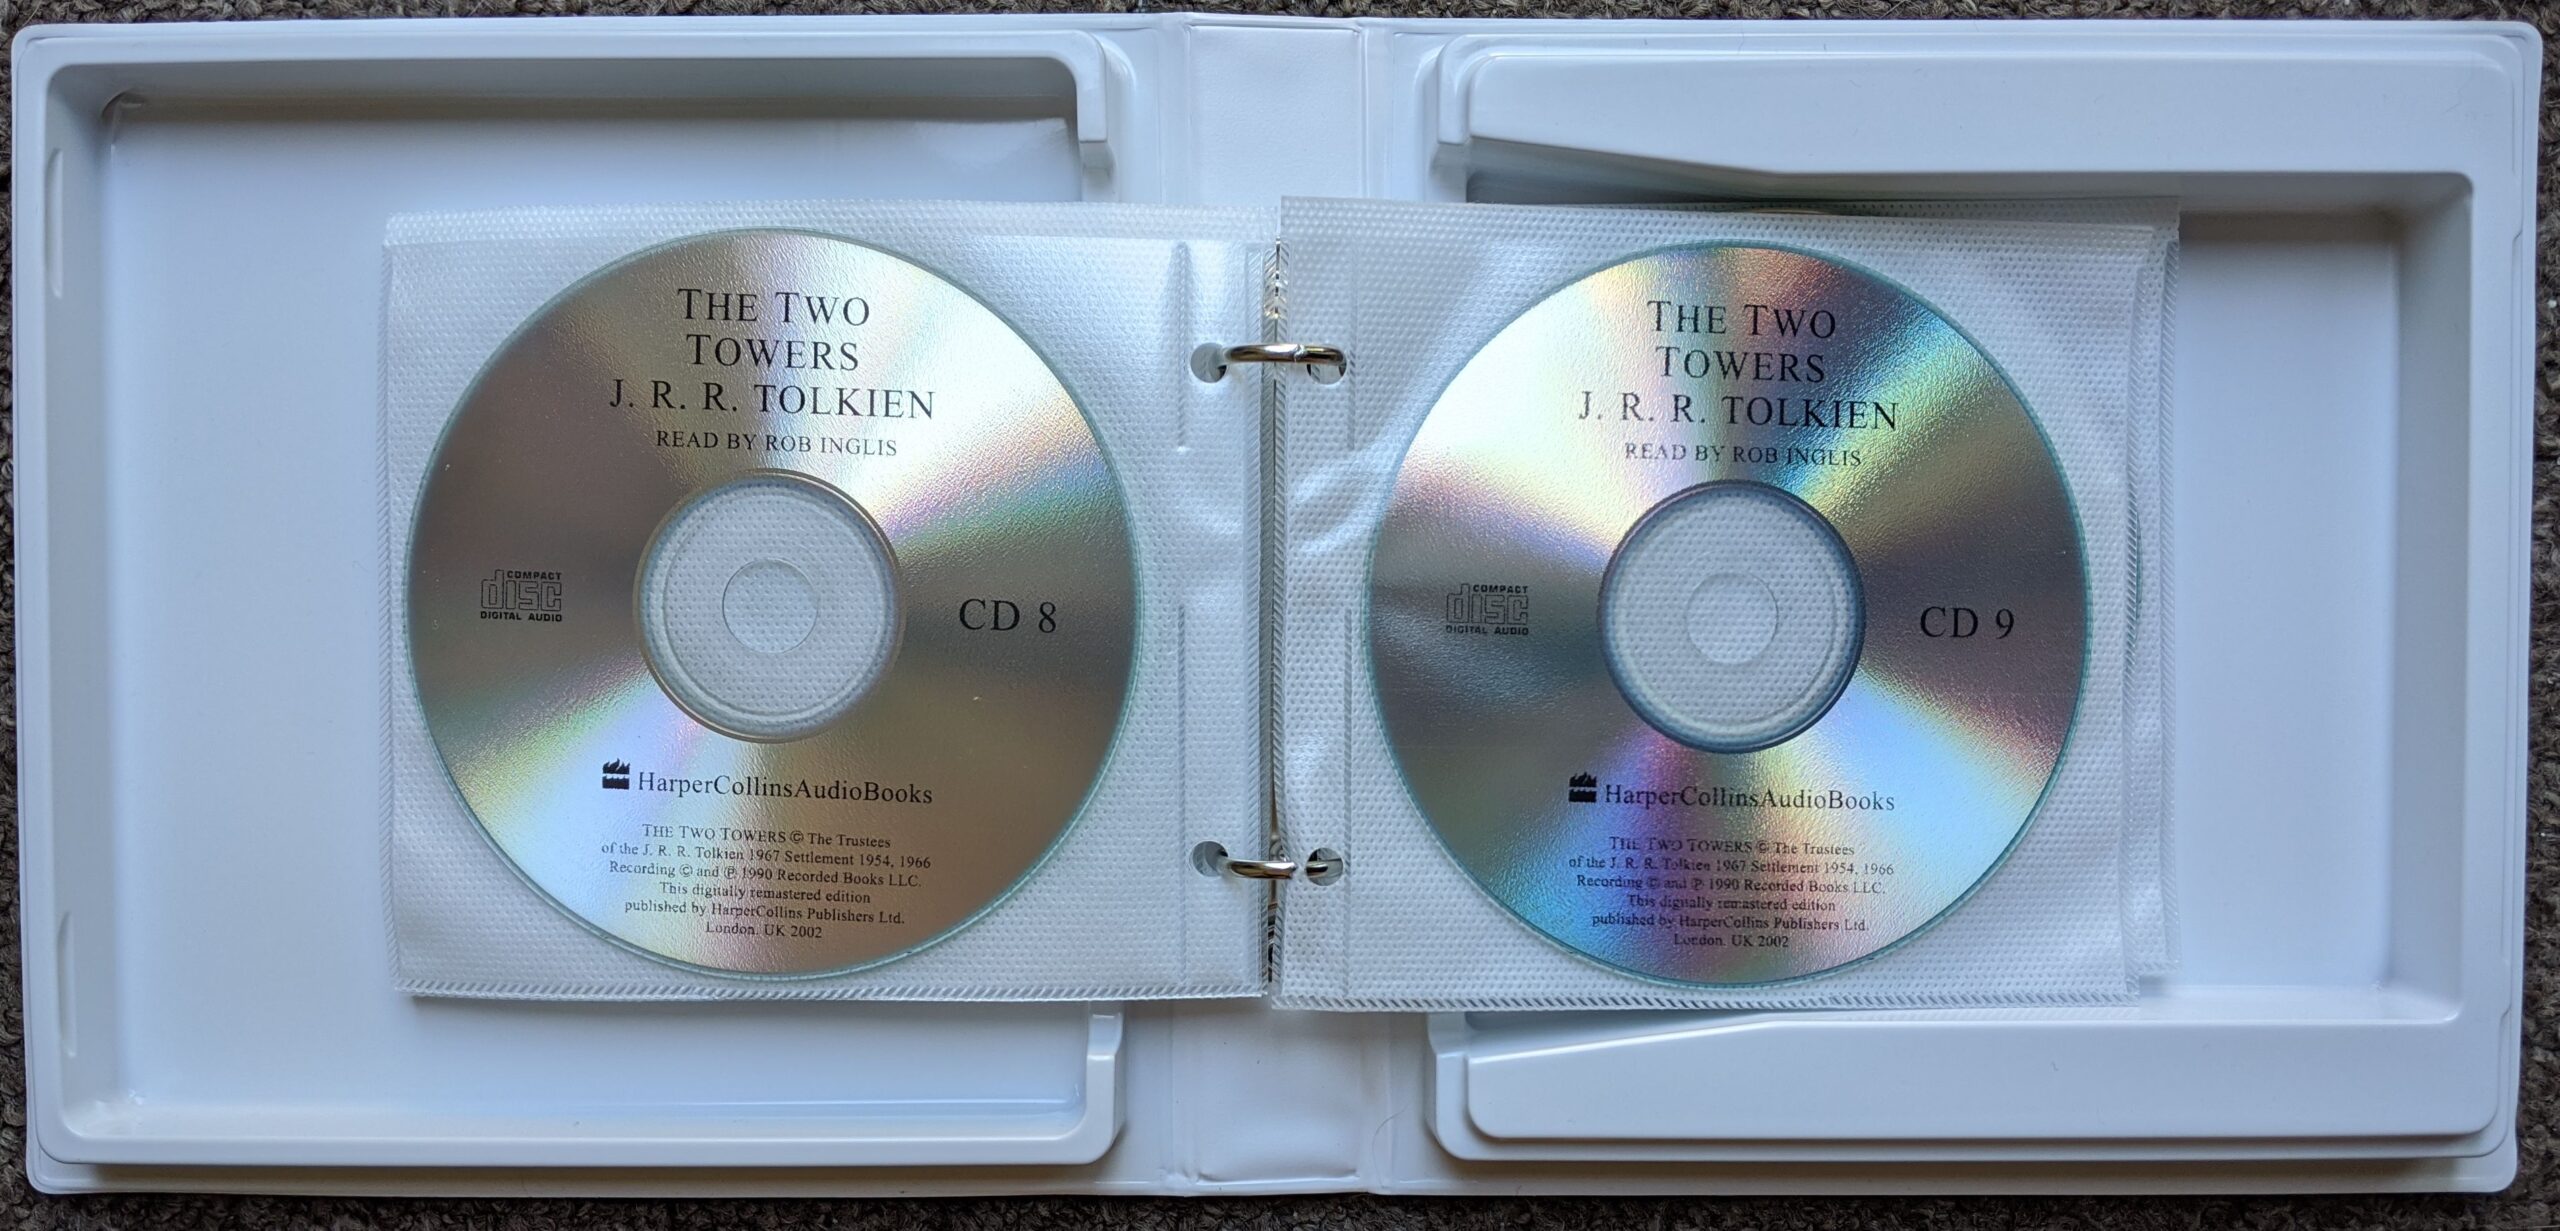 THE TWO
TOWERS
J. R. R. TOLKIEN
READ BY ROB INGLIS
COMPACT
disc
DIGITAL AUDIO
CD 8
HarperCollinsAudioBooks
THE TWO TOWERS © The Trustees
of the J. R. R. Tolkien 1967 Settlement 1954, 1966
Recording © and ℗ 1990 Recorded Books LLC.
This digitally remastered edition
published by HarperCollins Publishers Ltd.
London, UK 2002
THE TWO
TOWERS
J. R. R. TOLKIEN
READ BY ROB INGLIS
COMPACT
disc
DIGITAL AUDIO
CD 9
HarperCollinsAudioBooks
THE TWO TOWERS © The Trustees
of the J. R. R. Tolkien 1967 Settlement 1954, 1966
Recording © and ℗ 1990 Recorded Books LLC.
This digitally remastered edition
published by HarperCollins Publishers Ltd.
London, UK 2002